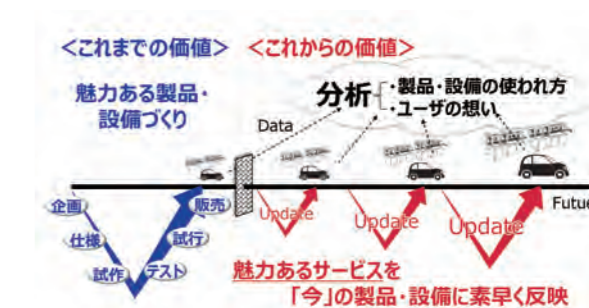 ＜これまでの価値＞
＜これからの価値＞
魅力ある製品・
設備づくり
分析
・製品・設備の使われ方
・ユーザの想い
Data
企画
仕様
試作
テスト
試行
販売
Update
Update
Update
Futue
魅力あるサービスを
「今」の製品・設備に素早く反映